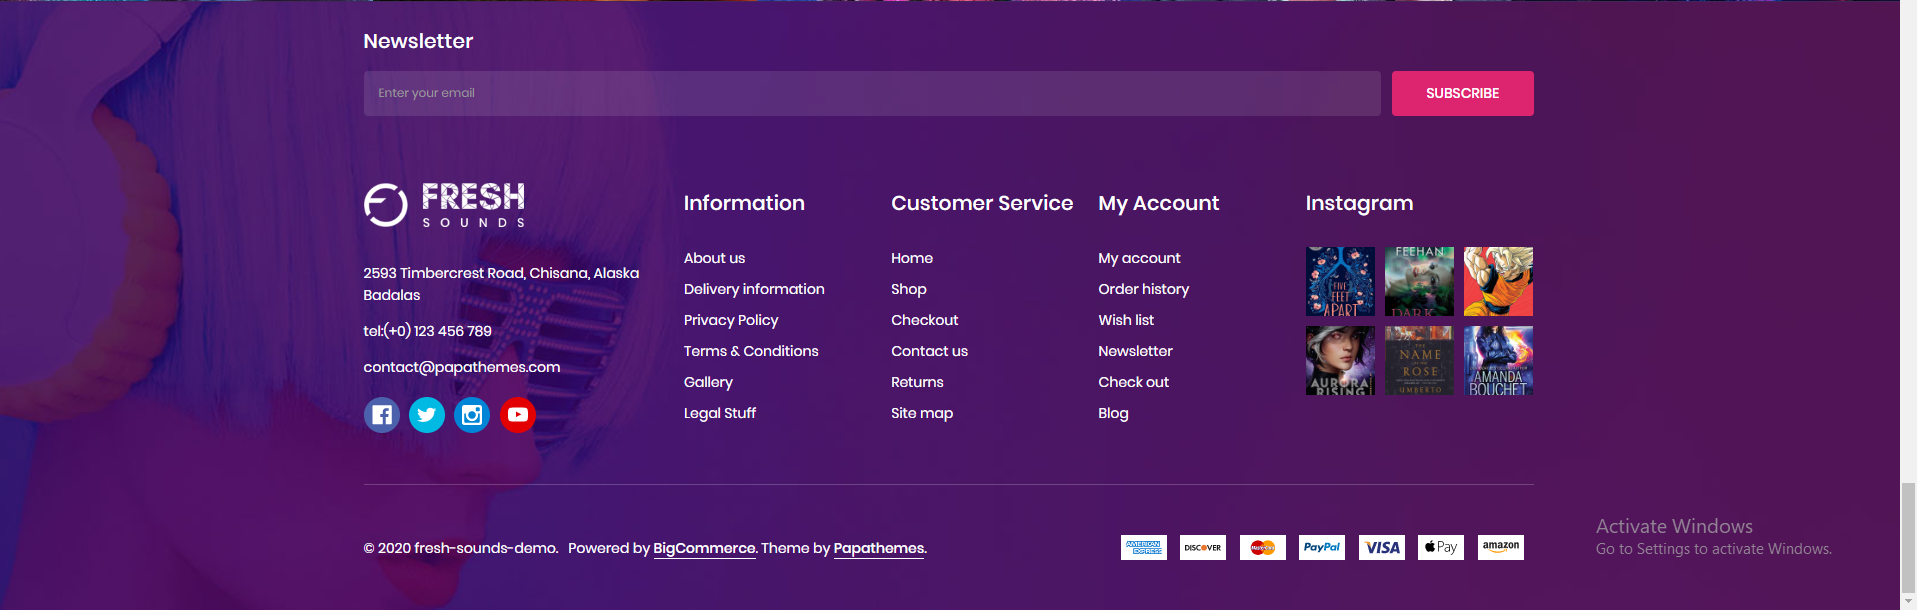 Newsletter
Enter your email
SUBSCRIBE
FRESH
SOUNDS
2593 Timbercrest Road, Chisana, Alaska
Badalas
tel:(+0) 123 456 789
contact@papathemes.com
Information
About us
Delivery information
Privacy Policy
Terms & Conditions
Gallery
Legal Stuff
Customer Service
Home
Shop
Checkout
Contact us
Returns
Site map
My Account
My account
Order history
Wish list
Newsletter
Check out
Blog
Instagram
FIVE
FEET
APART
FEEHAN
DARK
AURORA
RISING
THE
NAME
OF THE
ROSE
UMBERTO
AMANDA
BOUCHET
© 2020 fresh-sounds-demo. Powered by BigCommerce. Theme by Papathemes.
AMERICAN
EXPRESS
DISCOVER
MasterCard
PayPal
VISA
Pay
amazon
Activate Windows
Go to Settings to activate Windows.